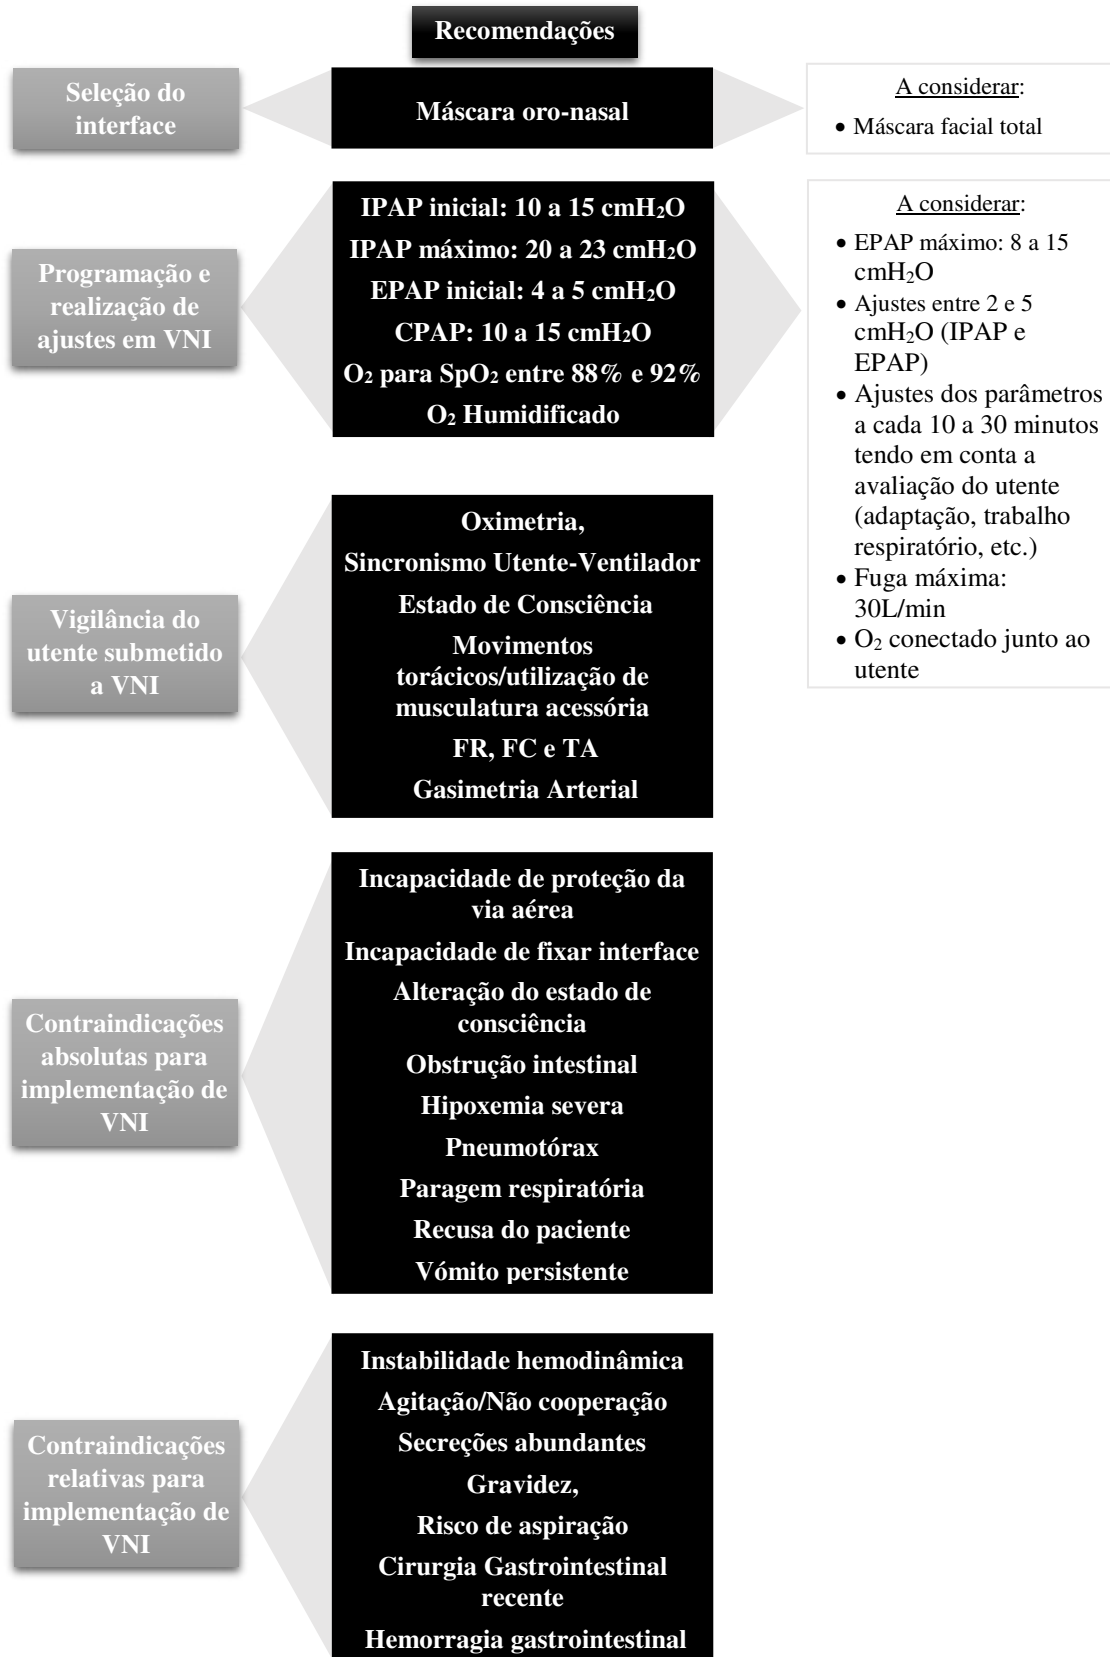 Recomendações
Seleção do
interface
Máscara oro-nasal
A considerar:
• Máscara facial total
Programação e
realização de
ajustes em VNI
IPAP inicial: 10 a 15 cmH₂O
IPAP máximo: 20 a 23 cmH₂O
EPAP inicial: 4 a 5 cmH₂O
CPAP: 10 a 15 cmH₂O
O₂ para SpO₂ entre 88% e 92%
O₂ Humidificado
A considerar:
• EPAP máximo: 8 a 15
cmH₂O
• Ajustes entre 2 e 5
cmH₂O (IPAP e
EPAP)
• Ajustes dos parâmetros
a cada 10 a 30 minutos
tendo em conta a
avaliação do utente
(adaptação, trabalho
respiratório, etc.)
• Fuga máxima:
30L/min
• O₂ conectado junto ao
utente
Vigilância do
utente submetido
a VNI
Oximetria,
Sincronismo Utente-Ventilador
Estado de Consciência
Movimentos
torácicos/utilização de
musculatura acessória
FR, FC e TA
Gasimetria Arterial
Contraindicações
absolutas para
implementação de
VNI
Incapacidade de proteção da
via aérea
Incapacidade de fixar interface
Alteração do estado de
consciência
Obstrução intestinal
Hipoxemia severa
Pneumotórax
Paragem respiratória
Recusa do paciente
Vómito persistente
Contraindicações
relativas para
implementação de
VNI
Instabilidade hemodinâmica
Agitação/Não cooperação
Secreções abundantes
Gravidez,
Risco de aspiração
Cirurgia Gastrointestinal
recente
Hemorragia gastrointestinal